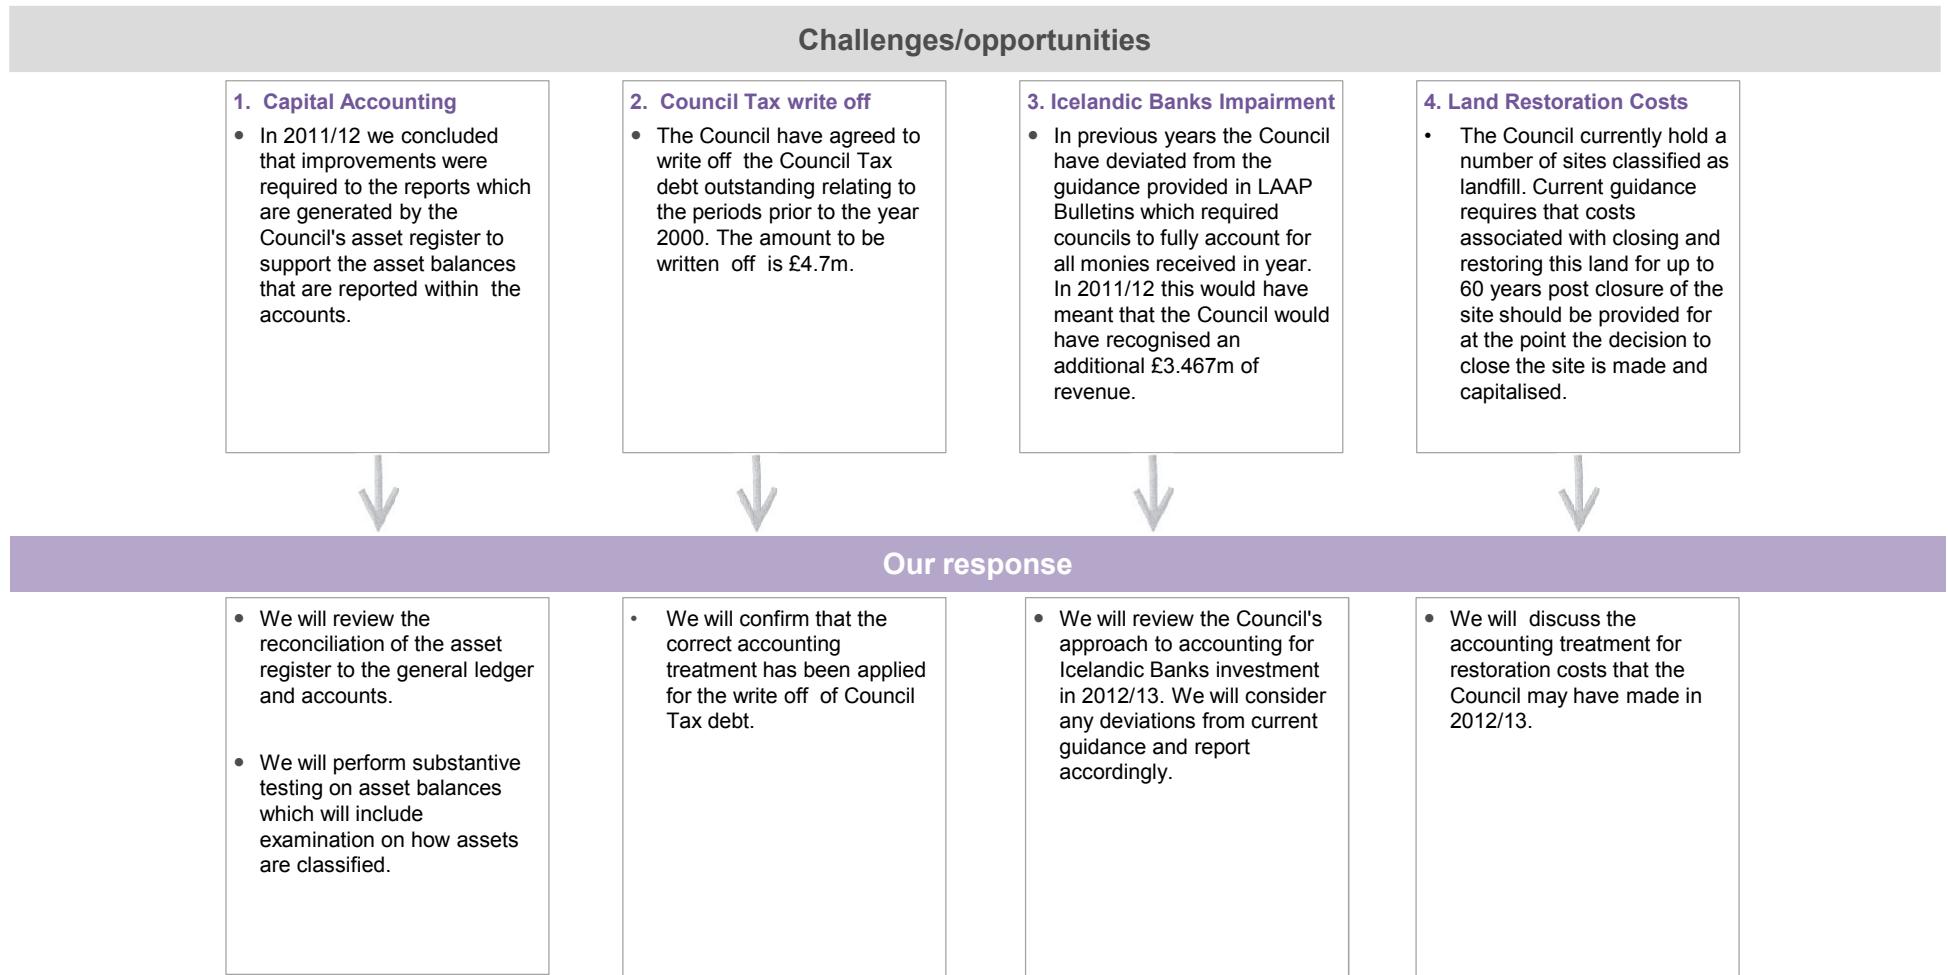 Challenges/opportunities
1. Capital Accounting
• In 2011/12 we concluded
that improvements were
required to the reports which
are generated by the
Council's asset register to
support the asset balances
that are reported within the
accounts.
2. Council Tax write off
• The Council have agreed to
write off the Council Tax
debt outstanding relating to
the periods prior to the year
2000. The amount to be
written off is £4.7m.
3. Icelandic Banks Impairment
• In previous years the Council
have deviated from the
guidance provided in LAAP
Bulletins which required
councils to fully account for
all monies received in year.
In 2011/12 this would have
meant that the Council would
have recognised an
additional £3.467m of
revenue.
4. Land Restoration Costs
• The Council currently hold a
number of sites classified as
landfill. Current guidance
requires that costs
associated with closing and
restoring this land for up to
60 years post closure of the
site should be provided for
at the point the decision to
close the site is made and
capitalised.
Our response
• We will review the
reconciliation of the asset
register to the general ledger
and accounts.
• We will perform substantive
testing on asset balances
which will include
examination on how assets
are classified.
• We will confirm that the
correct accounting
treatment has been applied
for the write off of Council
Tax debt.
• We will review the Council's
approach to accounting for
Icelandic Banks investment
in 2012/13. We will consider
any deviations from current
guidance and report
accordingly.
• We will discuss the
accounting treatment for
restoration costs that the
Council may have made in
2012/13.